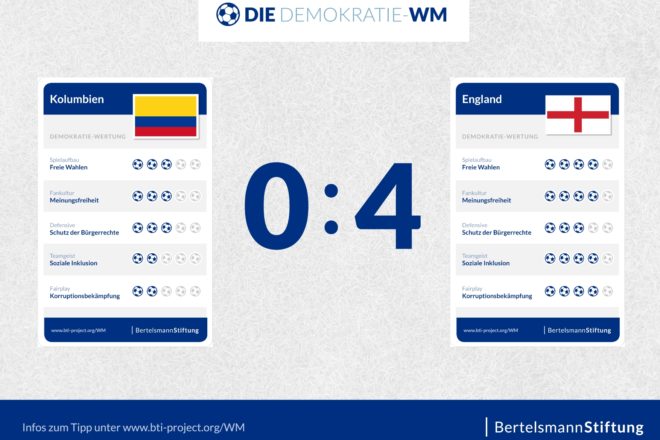 DIE DEMOKRATIE-WM
Kolumbien
DEMOKRATIE-WERTUNG
Spielaufbau
Freie Wahlen
Fankultur
Meinungsfreiheit
Defensive
Schutz der Bürgerrechte
Teamgeist
Soziale Inklusion
Fairplay
Korruptionsbekämpfung
www.bti-project.org/WM | BertelsmannStiftung
0:4
England
DEMOKRATIE-WERTUNG
Spielaufbau
Freie Wahlen
Fankultur
Meinungsfreiheit
Defensive
Schutz der Bürgerrechte
Teamgeist
Soziale Inklusion
Fairplay
Korruptionsbekämpfung
www.bti-project.org/WM | BertelsmannStiftung
Infos zum Tipp unter www.bti-project.org/WM | BertelsmannStiftung